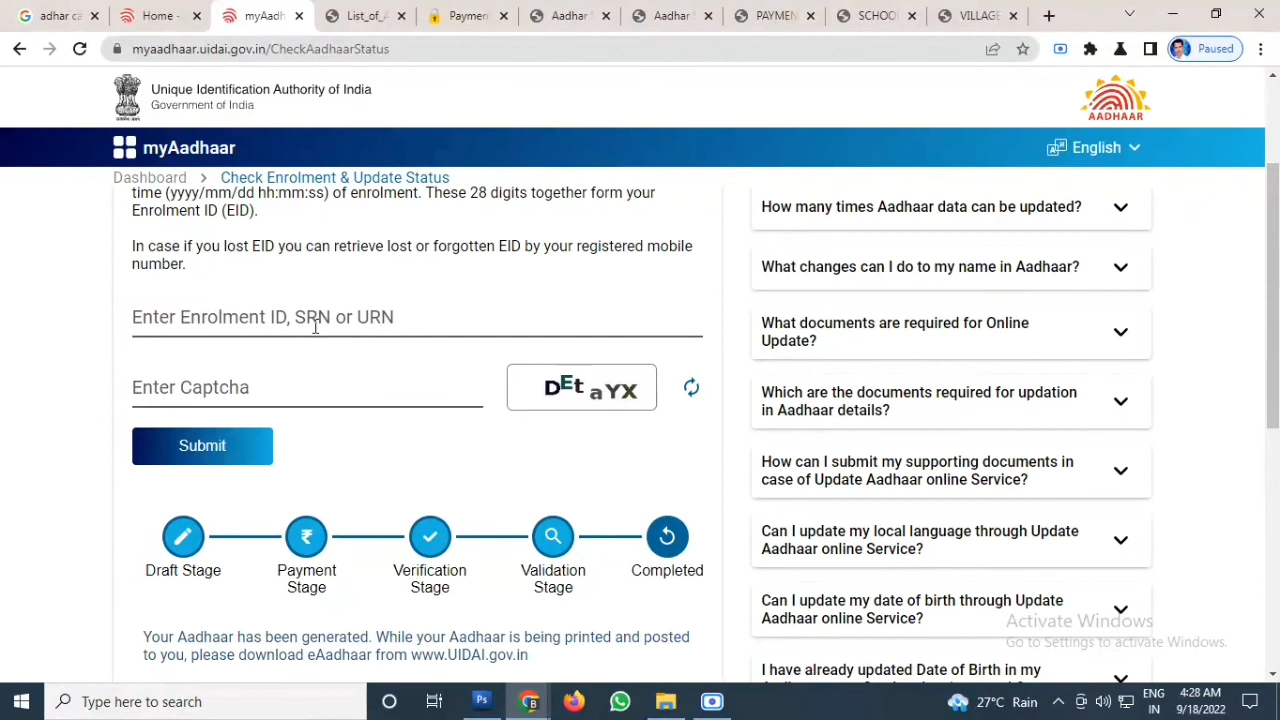 adhar ca
Home -
myAadh
List_of_A
Payment
Aadhar
Aadhar
PAYMEN
SCHOOL
VILLAGE
myaadhaar.uidai.gov.in/CheckAadhaarStatus
Paused
Unique Identification Authority of India
Government of India
AADHAAR
myAadhaar
English
Dashboard > Check Enrolment & Update Status
time (yyyy/mm/dd hh:mm:ss) of enrolment. These 28 digits together form your
Enrolment ID (EID).
In case if you lost EID you can retrieve lost or forgotten EID by your registered mobile
number.
Enter Enrolment ID, SRN or URN
Enter Captcha
DEtaYX
Submit
Draft Stage
Payment
Stage
Verification
Stage
Validation
Stage
Completed
Your Aadhaar has been generated. While your Aadhaar is being printed and posted
to you, please download eAadhaar from www.UIDAI.gov.in
How many times Aadhaar data can be updated?
What changes can I do to my name in Aadhaar?
What documents are required for Online
Update?
Which are the documents required for updation
in Aadhaar details?
How can I submit my supporting documents in
case of Update Aadhaar online Service?
Can I update my local language through Update
Aadhaar online Service?
Can I update my date of birth through Update
Aadhaar online Service?
I have already updated Date of Birth in my
Activate Windows
Go to Settings to activate Windows.
Type here to search
Ps
27°C Rain
ENG
IN
4:28 AM
9/18/2022